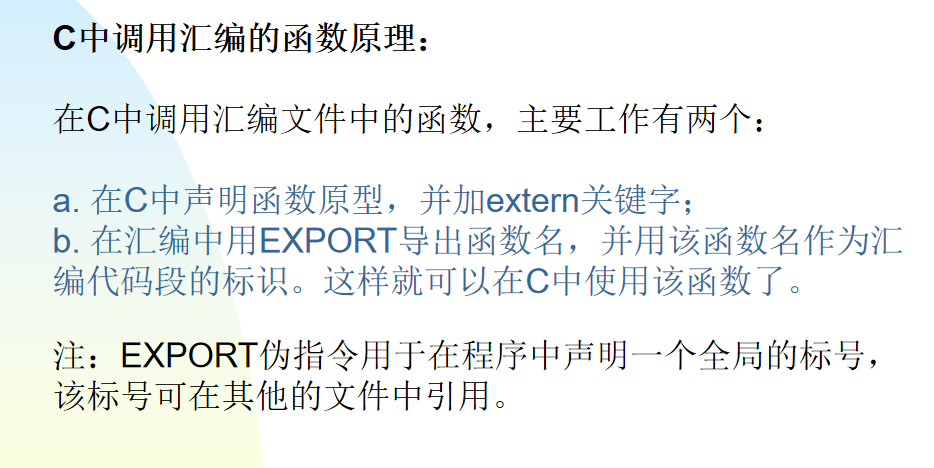 C中调用汇编的函数原理：
在C中调用汇编文件中的函数，主要工作有两个：
a. 在C中声明函数原型，并加extern关键字；
b. 在汇编中用EXPORT导出函数名，并用该函数名作为汇
编代码段的标识。这样就可以在C中使用该函数了。
注：EXPORT伪指令用于在程序中声明一个全局的标号，
该标号可在其他的文件中引用。